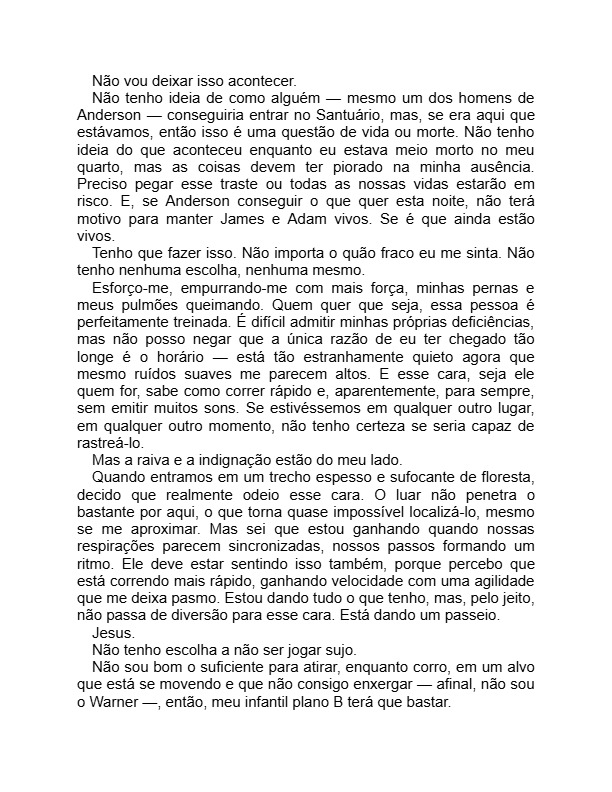 Não vou deixar isso acontecer.
Não tenho ideia de como alguém — mesmo um dos homens de
Anderson — conseguiria entrar no Santuário, mas, se era aqui que
estávamos, então isso é uma questão de vida ou morte. Não tenho
ideia do que aconteceu enquanto eu estava meio morto no meu
quarto, mas as coisas devem ter piorado na minha ausência.
Preciso pegar esse traste ou todas as nossas vidas estarão em
risco. E, se Anderson conseguir o que quer esta noite, não terá
motivo para manter James e Adam vivos. Se é que ainda estão
vivos.
Tenho que fazer isso. Não importa o quão fraco eu me sinta. Não
tenho nenhuma escolha, nenhuma mesmo.
Esforço-me, empurrando-me com mais força, minhas pernas e
meus pulmões queimando. Quem quer que seja, essa pessoa é
perfeitamente treinada. É difícil admitir minhas próprias deficiências,
mas não posso negar que a única razão de eu ter chegado tão
longe é o horário — está tão estranhamente quieto agora que
mesmo ruídos suaves me parecem altos. E esse cara, seja ele
quem for, sabe como correr rápido e, aparentemente, para sempre,
sem emitir muitos sons. Se estivéssemos em qualquer outro lugar,
em qualquer outro momento, não tenho certeza se seria capaz de
rastreá-lo.
Mas a raiva e a indignação estão do meu lado.
Quando entramos em um trecho espesso e sufocante de floresta,
decido que realmente odeio esse cara. O luar não penetra o
bastante por aqui, o que torna quase impossível localizá-lo, mesmo
se me aproximar. Mas sei que estou ganhando quando nossas
respirações parecem sincronizadas, nossos passos formando um
ritmo. Ele deve estar sentindo isso também, porque percebo que
está correndo mais rápido, ganhando velocidade com uma agilidade
que me deixa pasmo. Estou dando tudo o que tenho, mas, pelo jeito,
não passa de diversão para esse cara. Está dando um passeio.
Jesus.
Não tenho escolha a não ser jogar sujo.
Não sou bom o suficiente para atirar, enquanto corro, em um alvo
que está se movendo e que não consigo enxergar — afinal, não sou
o Warner —, então, meu infantil plano B terá que bastar.